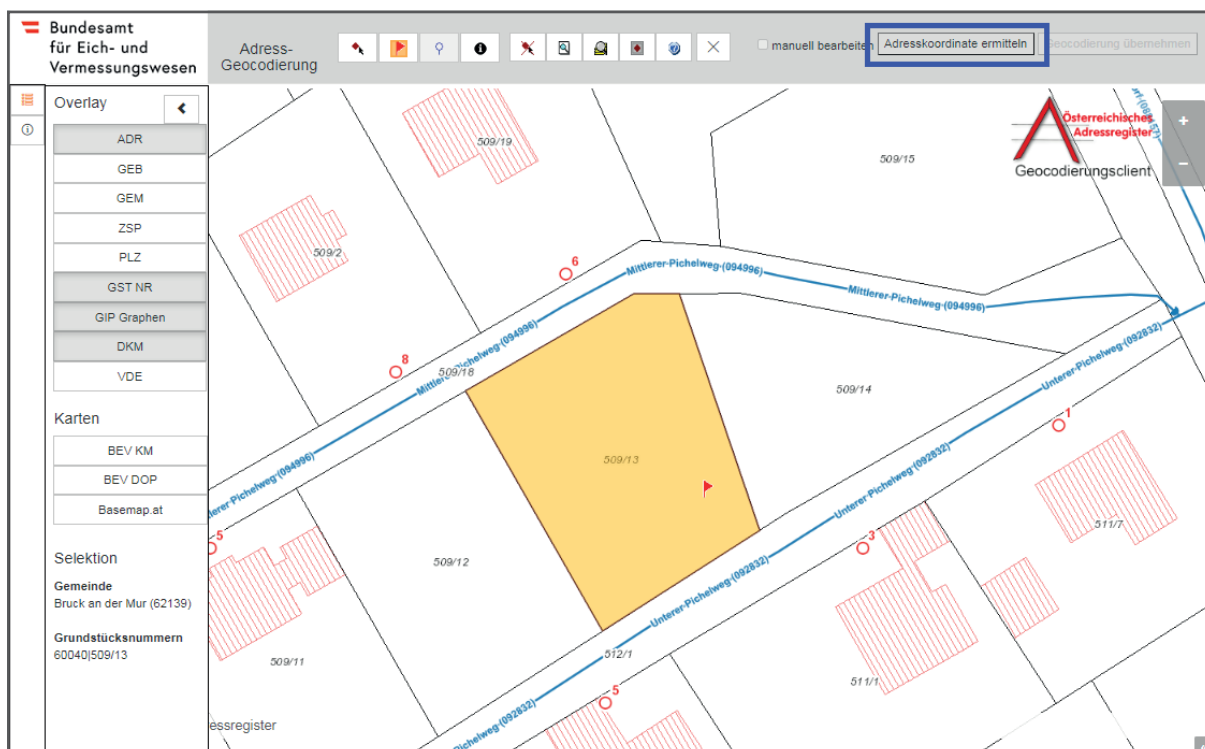 Bundesamt
für Eich- und
Vermessungswesen
Adress-
Geocodierung
manuell bearbeiten
Adresskoordinate ermitteln
Geocodierung übernehmen
Overlay
ADR
GEB
GEM
ZSP
PLZ
GST NR
GIP Graphen
DKM
VDE
Karten
BEV KM
BEV DOP
Basemap.at
Selektion
Gemeinde
Bruck an der Mur (62139)
Grundstücksnummern
60040|509/13
Österreichisches
Adressregister
Geocodierungsclient
+
−
509/19
509/15
509/2
6
Mittlerer-Pichelweg-(094996)
Mittlerer-Pichelweg-(094996)
Mittlerer-Pichelweg-(094996)
8
509/18
509/14
Unterer-Pichelweg-(092832)
1
509/13
Unterer-Pichelweg-(092832)
5
3
511/7
509/12
Unterer-Pichelweg-(092832)
509/11
512/1
511/1
5
essregister